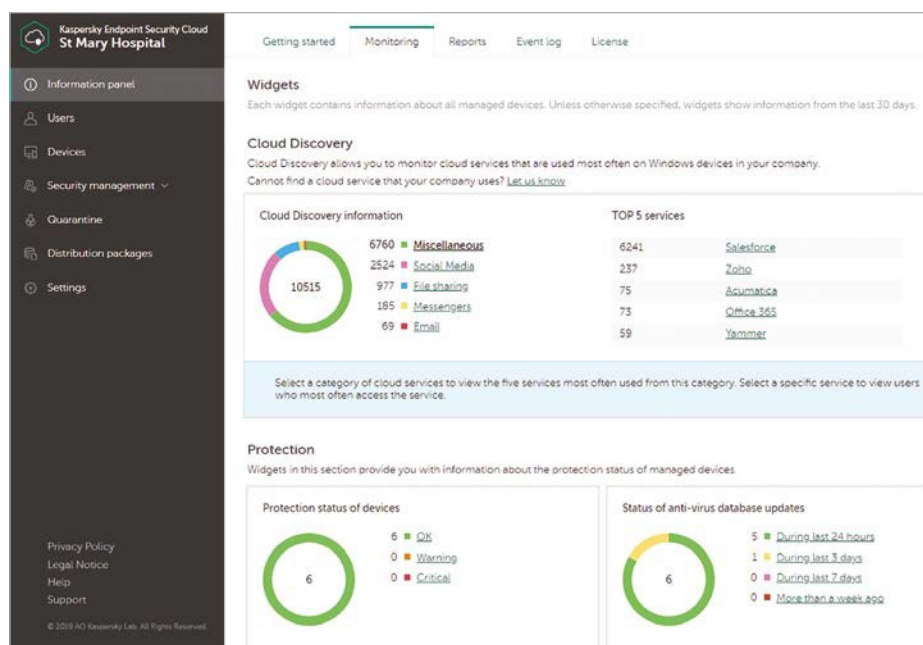 Kaspersky Endpoint Security Cloud
St Mary Hospital
Information panel
Users
Devices
Security management
Quarantine
Distribution packages
Settings
Privacy Policy
Legal Notice
Help
Support
© 2019 AO Kaspersky Lab. All Rights Reserved.
Getting started Monitoring Reports Event log License
Widgets
Each widget contains information about all managed devices. Unless otherwise specified, widgets show information from the last 30 days.
Cloud Discovery
Cloud Discovery allows you to monitor cloud services that are used most often on Windows devices in your company.
Cannot find a cloud service that your company uses? Let us know
Cloud Discovery information
10515
6760 Miscellaneous
2524 Social Media
977 File sharing
185 Messengers
69 Email
TOP 5 services
6241 Salesforce
237 Zoho
75 Acumatica
73 Office 365
59 Yammer
Select a category of cloud services to view the five services most often used from this category. Select a specific service to view users
who most often access the service.
Protection
Widgets in this section provide you with information about the protection status of managed devices.
Protection status of devices
6
6 OK
0 Warning
0 Critical
Status of anti-virus database updates
6
5 During last 24 hours
1 During last 3 days
0 During last 7 days
0 More than a week ago